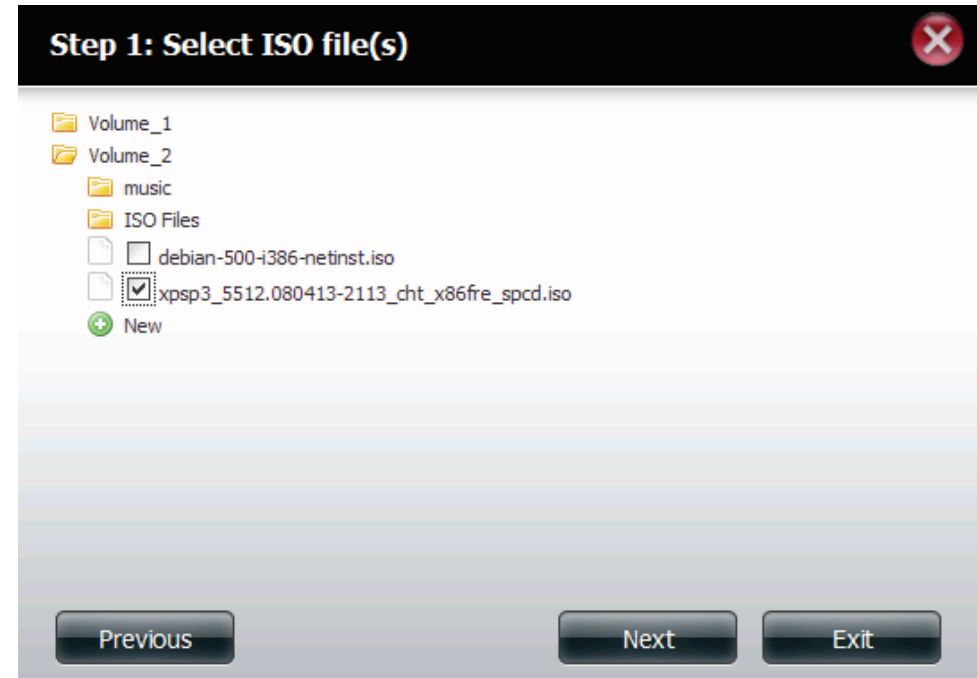 Step 1: Select ISO file(s)
Volume_1
Volume_2
music
ISO Files
debian-500-i386-netinst.iso
xpsp3_5512.080413-2113_cht_x86fre_spcd.iso
New
Previous Next Exit